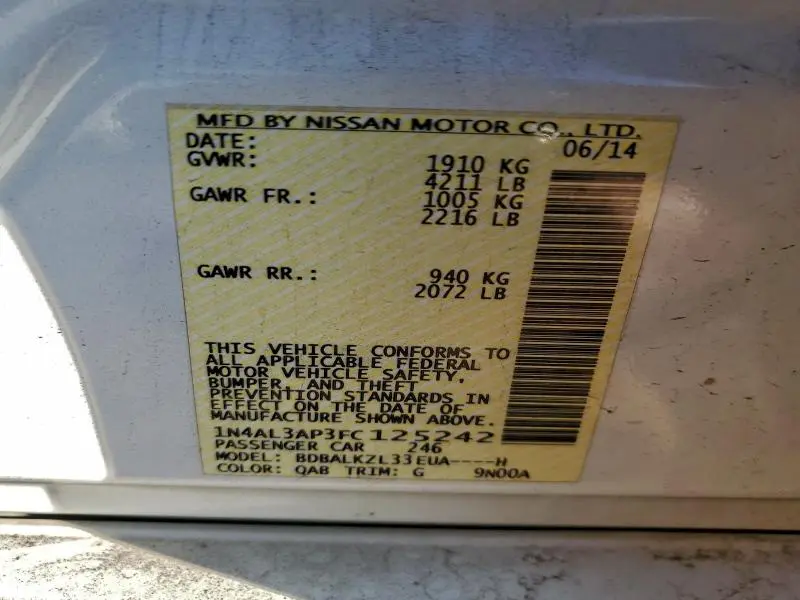 MFD BY NISSAN MOTOR CO., LTD.
DATE: 06/14
GVWR: 1910 KG
4211 LB
GAWR FR.: 1005 KG
2216 LB
GAWR RR.: 940 KG
2072 LB
THIS VEHICLE CONFORMS TO
ALL APPLICABLE FEDERAL
MOTOR VEHICLE SAFETY,
BUMPER, AND THEFT
PREVENTION STANDARDS IN
EFFECT ON THE DATE OF
MANUFACTURE SHOWN ABOVE.
1N4AL3AP3FC125242
PASSENGER CAR 246
MODEL: BDBALKZL33EUA----H
COLOR: QAB TRIM: G 9N00A